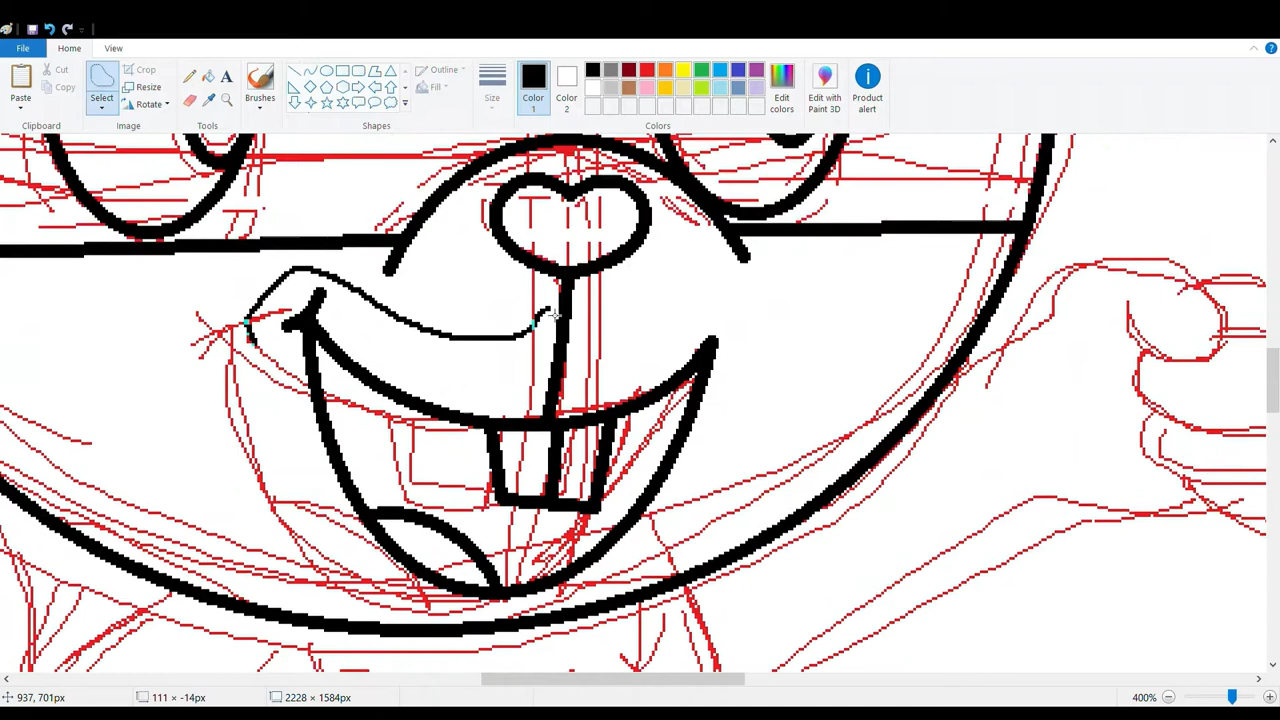 File Home View
Paste
Cut
Copy
Clipboard
Select
Crop
Resize
Rotate
Image
A
Tools
Brushes
Outline
Fill
Shapes
Size
Color 1
Color 2
Edit colors
Colors
Edit with Paint 3D
Product alert
937, 701px
111 × -14px
2228 × 1584px
400%